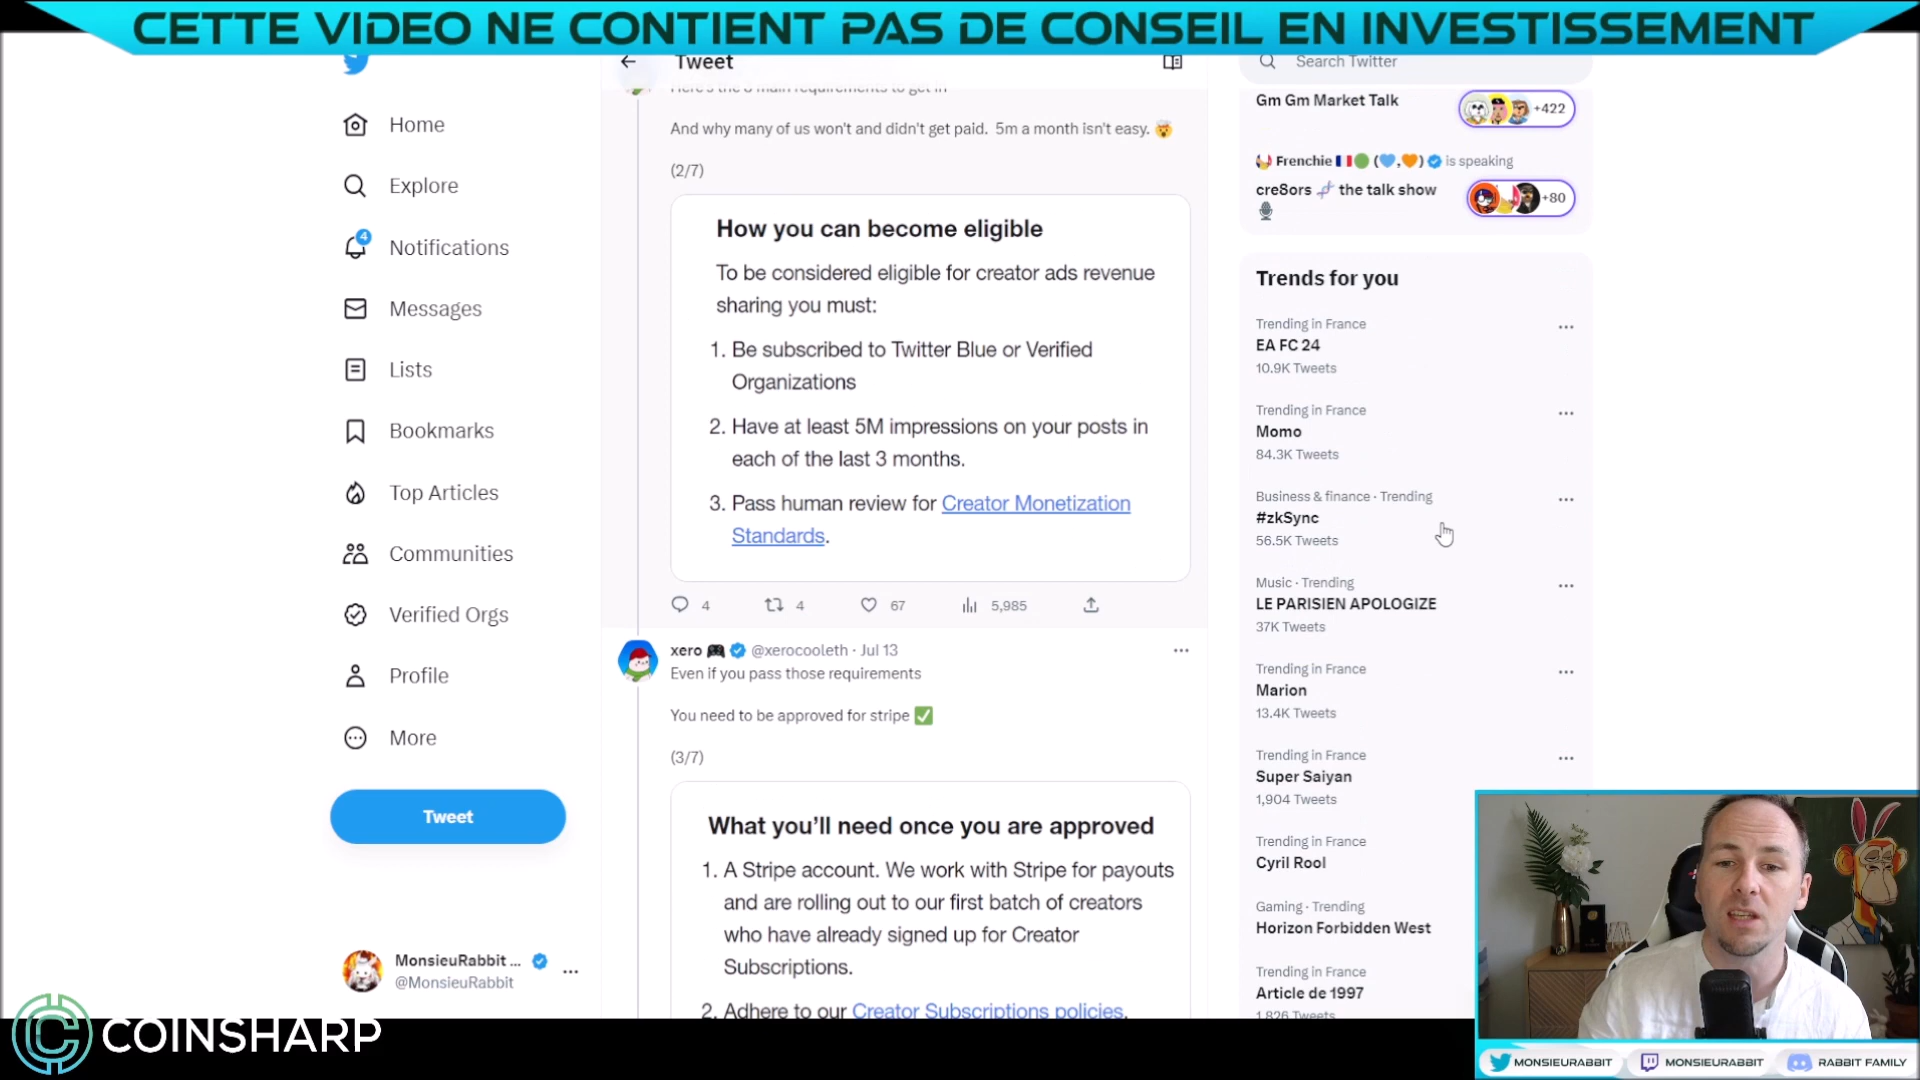 CETTE VIDEO NE CONTIENT PAS DE CONSEIL EN INVESTISSEMENT
Home
Explore
4
Notifications
Messages
Lists
Bookmarks
Top Articles
Communities
Verified Orgs
Profile
More
Tweet
MonsieuRabbit ...
@MonsieuRabbit
COINSHARP
Tweet
And why many of us won't and didn't get paid. 5m a month isn't easy. 🤯
(2/7)
How you can become eligible
To be considered eligible for creator ads revenue
sharing you must:
1. Be subscribed to Twitter Blue or Verified
Organizations
2. Have at least 5M impressions on your posts in
each of the last 3 months.
3. Pass human review for Creator Monetization
Standards.
4 4 67 5,985
xero 🎮 @xerocooleth · Jul 13
Even if you pass those requirements
You need to be approved for stripe ✅
(3/7)
What you'll need once you are approved
1. A Stripe account. We work with Stripe for payouts
and are rolling out to our first batch of creators
who have already signed up for Creator
Subscriptions.
2. Adhere to our Creator Subscriptions policies.
Search Twitter
Gm Gm Market Talk
+422
Frenchie 🇫🇷🟢 (💙,🧡) is speaking
cre8ors 🧬 the talk show
🎙️
+80
Trends for you
Trending in France
EA FC 24
10.9K Tweets
Trending in France
Momo
84.3K Tweets
Business & finance · Trending
#zkSync
56.5K Tweets
Music · Trending
LE PARISIEN APOLOGIZE
37K Tweets
Trending in France
Marion
13.4K Tweets
Trending in France
Super Saiyan
1,904 Tweets
Trending in France
Cyril Rool
Gaming · Trending
Horizon Forbidden West
Trending in France
Article de 1997
1,826 Tweets
MONSIEURABBIT
MONSIEURABBIT
RABBIT FAMILY